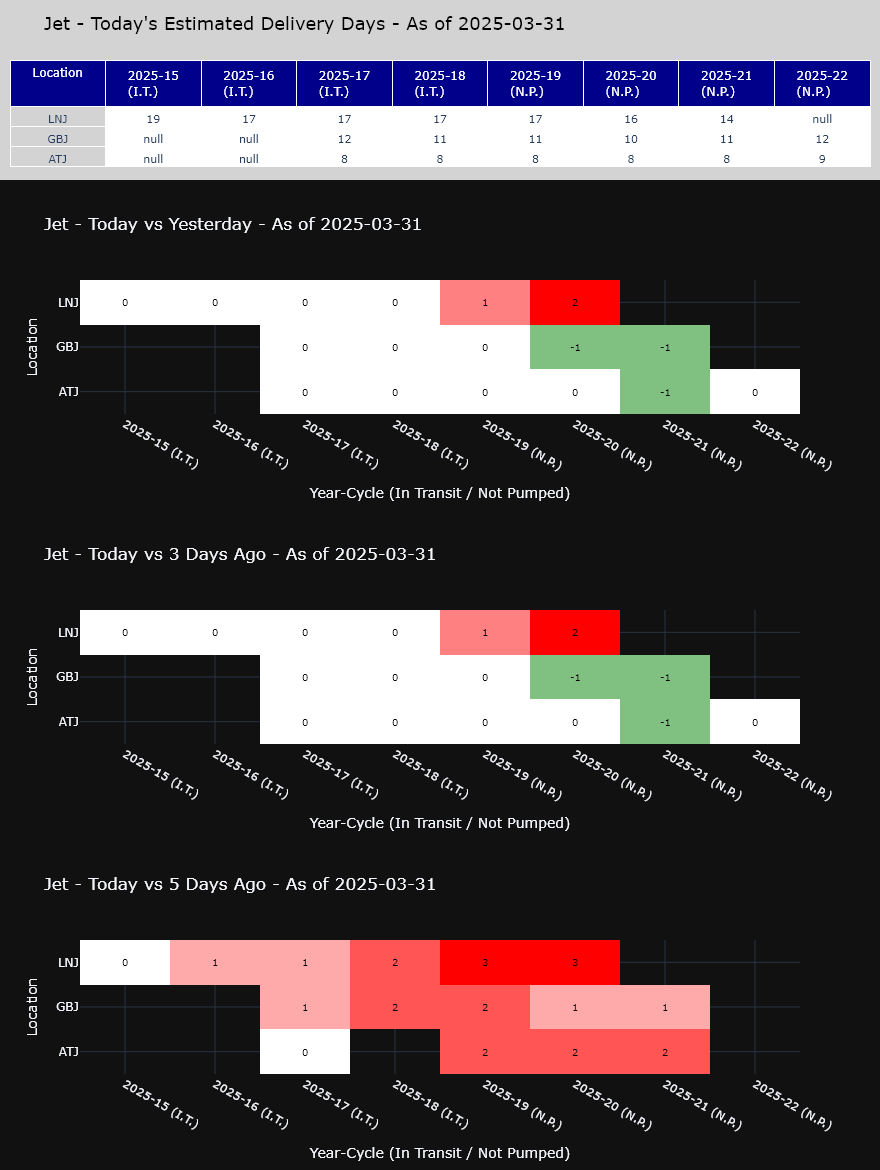 Jet - Today's Estimated Delivery Days - As of 2025-03-31
Location 2025-15 (I.T.) 2025-16 (I.T.) 2025-17 (I.T.) 2025-18 (I.T.) 2025-19 (N.P.) 2025-20 (N.P.) 2025-21 (N.P.) 2025-22 (N.P.)
LNJ 19 17 17 17 17 16 14 null
GBJ null null 12 11 11 10 11 12
ATJ null null 8 8 8 8 8 9
Jet - Today vs Yesterday - As of 2025-03-31
Location
LNJ 0 0 0 0 1 2
GBJ 0 0 0 -1 -1
ATJ 0 0 0 0 -1 0
2025-15 (I.T.) 2025-16 (I.T.) 2025-17 (I.T.) 2025-18 (I.T.) 2025-19 (N.P.) 2025-20 (N.P.) 2025-21 (N.P.) 2025-22 (N.P.)
Year-Cycle (In Transit / Not Pumped)
Jet - Today vs 3 Days Ago - As of 2025-03-31
Location
LNJ 0 0 0 0 1 2
GBJ 0 0 0 -1 -1
ATJ 0 0 0 0 -1 0
2025-15 (I.T.) 2025-16 (I.T.) 2025-17 (I.T.) 2025-18 (I.T.) 2025-19 (N.P.) 2025-20 (N.P.) 2025-21 (N.P.) 2025-22 (N.P.)
Year-Cycle (In Transit / Not Pumped)
Jet - Today vs 5 Days Ago - As of 2025-03-31
Location
LNJ 0 1 1 2 3 3
GBJ 1 2 2 1 1
ATJ 0 2 2 2
2025-15 (I.T.) 2025-16 (I.T.) 2025-17 (I.T.) 2025-18 (I.T.) 2025-19 (N.P.) 2025-20 (N.P.) 2025-21 (N.P.) 2025-22 (N.P.)
Year-Cycle (In Transit / Not Pumped)